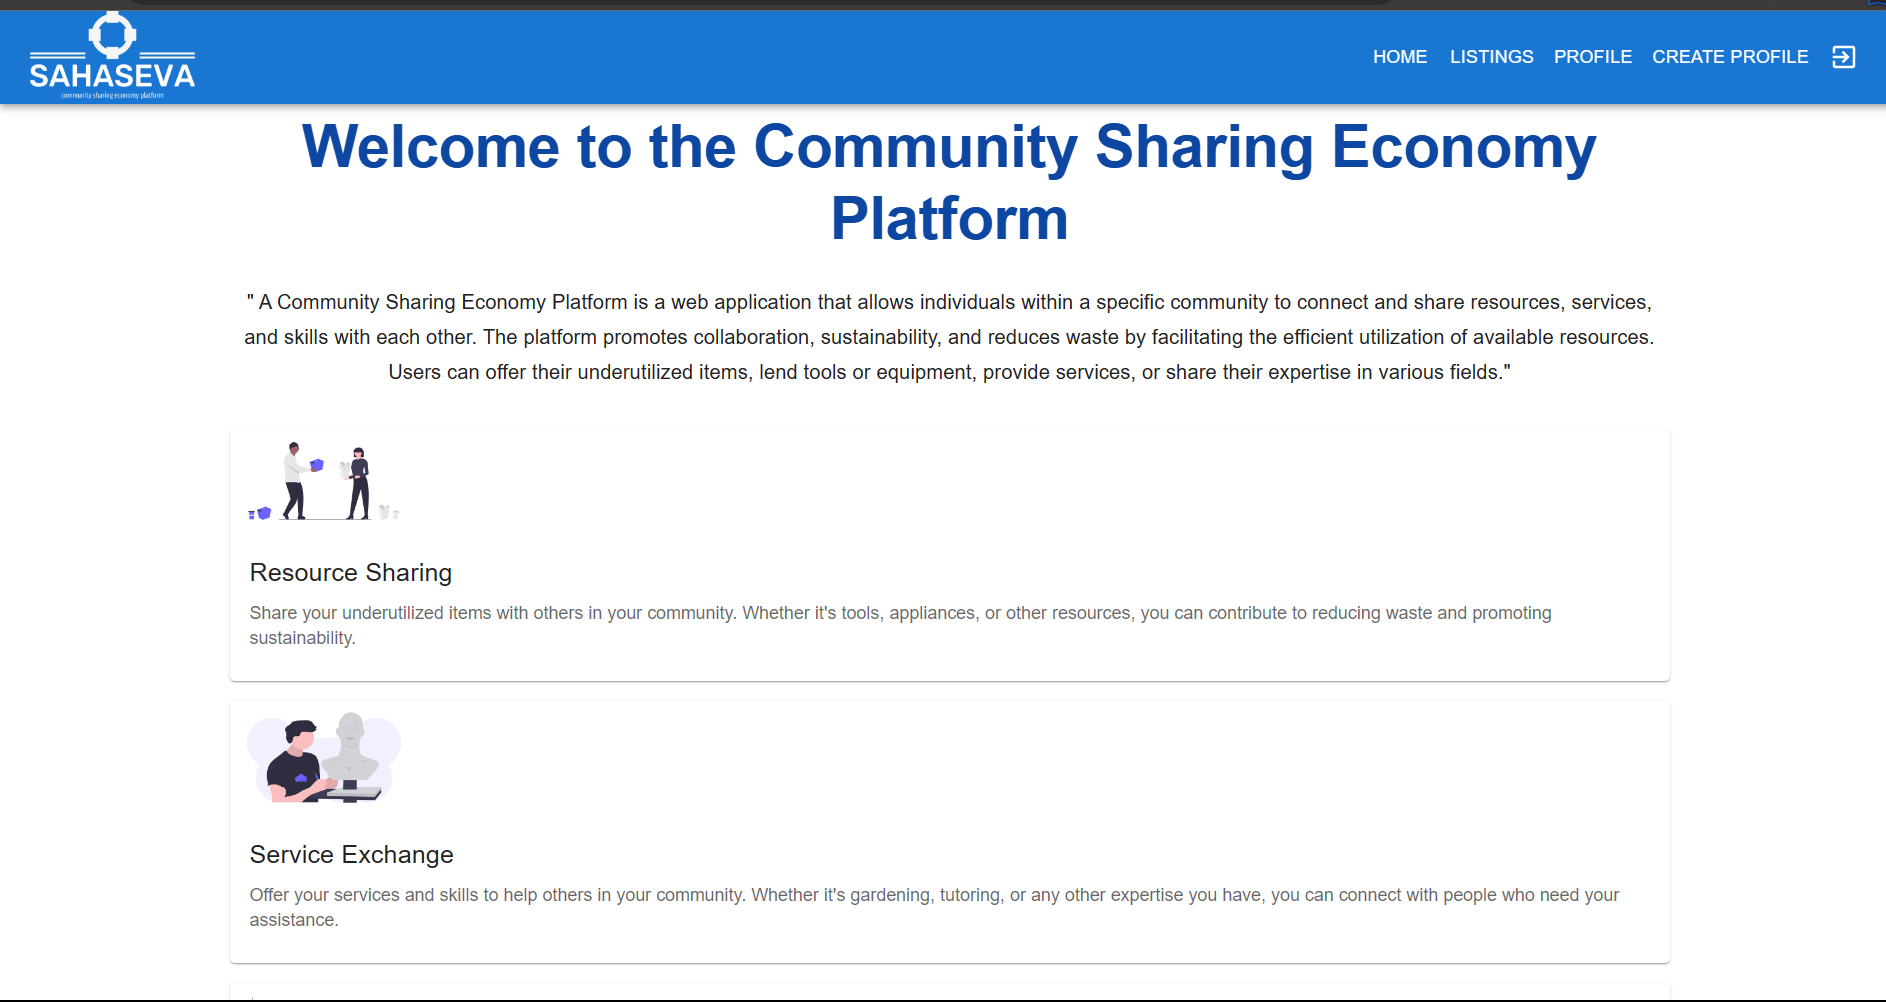 SAHASEVA
community sharing economy platform
HOME LISTINGS PROFILE CREATE PROFILE
Welcome to the Community Sharing Economy
Platform
" A Community Sharing Economy Platform is a web application that allows individuals within a specific community to connect and share resources, services,
and skills with each other. The platform promotes collaboration, sustainability, and reduces waste by facilitating the efficient utilization of available resources.
Users can offer their underutilized items, lend tools or equipment, provide services, or share their expertise in various fields."
Resource Sharing
Share your underutilized items with others in your community. Whether it's tools, appliances, or other resources, you can contribute to reducing waste and promoting
sustainability.
Service Exchange
Offer your services and skills to help others in your community. Whether it's gardening, tutoring, or any other expertise you have, you can connect with people who need your
assistance.